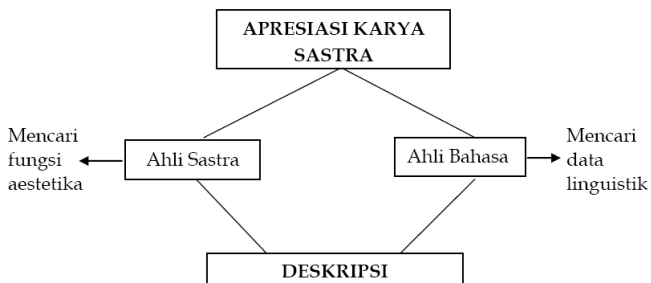 APRESIASI KARYA
SASTRA
Mencari
fungsi
aestetika
Ahli Sastra
Ahli Bahasa
Mencari
data
linguistik
DESKRIPSI